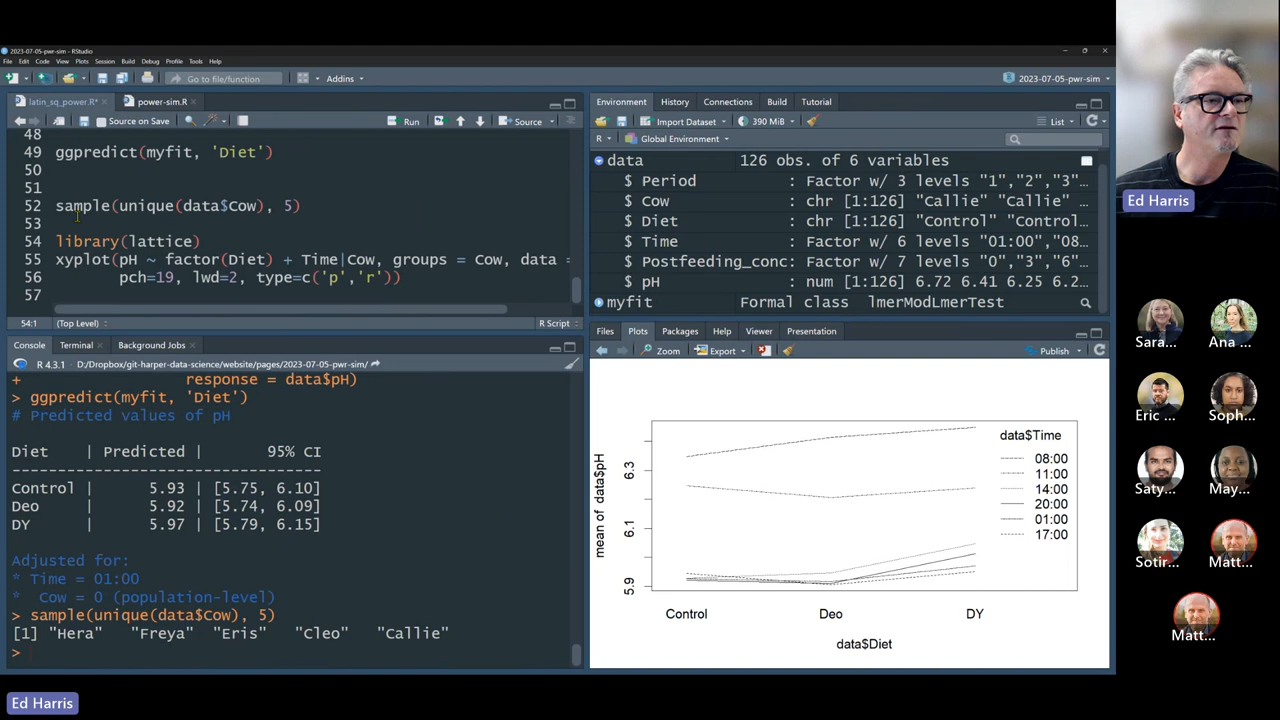 2023-07-05-pwr-sim - RStudio
File Edit Code View Plots Session Build Debug Profile Tools Help
Go to file/function
Addins
2023-07-05-pwr-sim
latin_sq_power.R*
power-sim.R
Source on Save
Run
Source
48
49 ggpredict(myfit, 'Diet')
50
51
52 sample(unique(data$Cow), 5)
53
54 library(lattice)
55 xyplot(pH ~ factor(Diet) + Time|Cow, groups = Cow, data =
56 pch=19, lwd=2, type=c('p','r'))
57
54:1 (Top Level) R Script
Console Terminal Background Jobs
R 4.3.1 · D:/Dropbox/git-harper-data-science/website/pages/2023-07-05-pwr-sim/
+ response = data$pH)
> ggpredict(myfit, 'Diet')
# Predicted values of pH
Diet | Predicted | 95% CI
----------------------------------
Control | 5.93 | [5.75, 6.10]
Deo | 5.92 | [5.74, 6.09]
DY | 5.97 | [5.79, 6.15]
Adjusted for:
* Time = 01:00
* Cow = 0 (population-level)
> sample(unique(data$Cow), 5)
[1] "Hera" "Freya" "Eris" "Cleo" "Callie"
>
Environment History Connections Build Tutorial
Import Dataset 390 MiB List
R Global Environment
data 126 obs. of 6 variables
$ Period : Factor w/ 3 levels "1","2","3"…
$ Cow : chr [1:126] "Callie" "Callie" …
$ Diet : chr [1:126] "Control" "Control"…
$ Time : Factor w/ 6 levels "01:00","08…
$ Postfeeding_conc: Factor w/ 7 levels "0","3","6"…
$ pH : num [1:126] 6.72 6.41 6.25 6.2…
myfit Formal class lmerModLmerTest
Files Plots Packages Help Viewer Presentation
Zoom Export Publish
mean of data$pH
6.3
6.1
5.9
data$Time
08:00
11:00
14:00
20:00
01:00
17:00
Control Deo DY
data$Diet
Ed Harris
Sara... Ana ...
Eric ... Soph...
Saty... May...
Sotir... Matt...
Matt...
Ed Harris